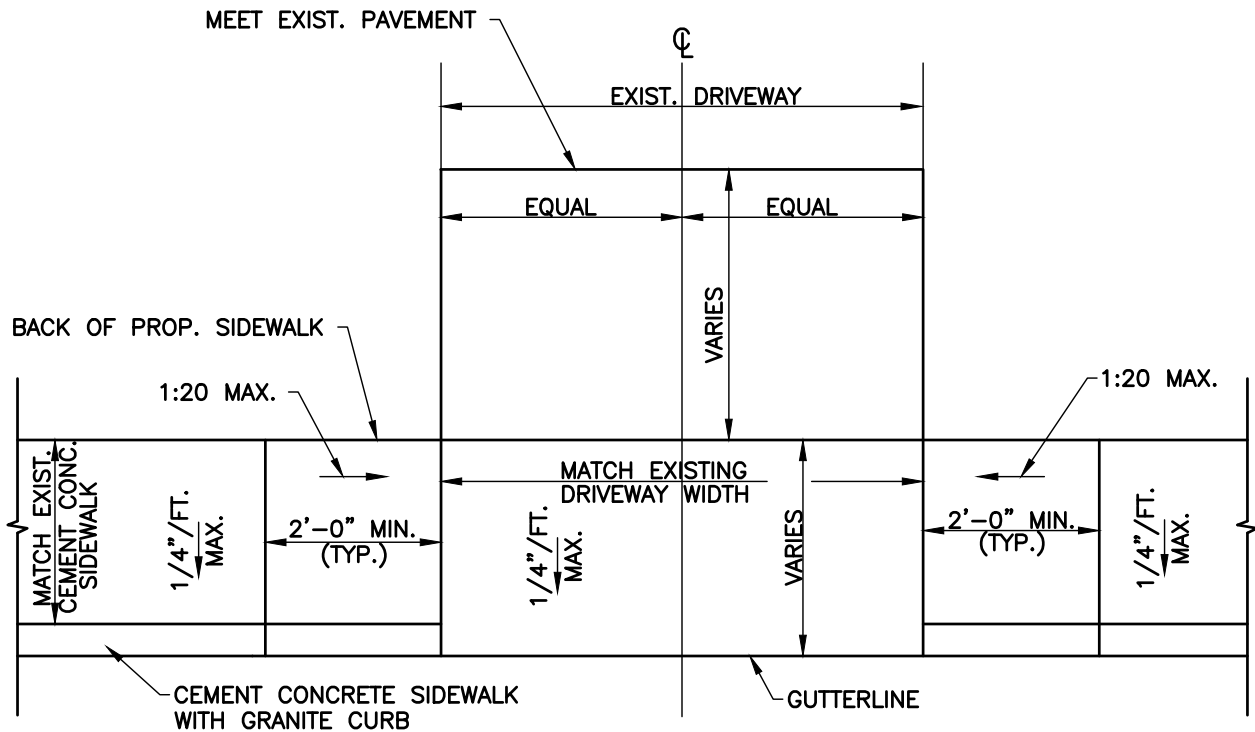 MEET EXIST. PAVEMENT
℄
EXIST. DRIVEWAY
EQUAL
EQUAL
VARIES
BACK OF PROP. SIDEWALK
1:20 MAX.
1:20 MAX.
MATCH EXIST.
CEMENT CONC.
SIDEWALK
1/4"/FT.
MAX.
2'-0" MIN.
(TYP.)
MATCH EXISTING
DRIVEWAY WIDTH
1/4"/FT.
MAX.
VARIES
2'-0" MIN.
(TYP.)
1/4"/FT.
MAX.
CEMENT CONCRETE SIDEWALK
WITH GRANITE CURB
GUTTERLINE